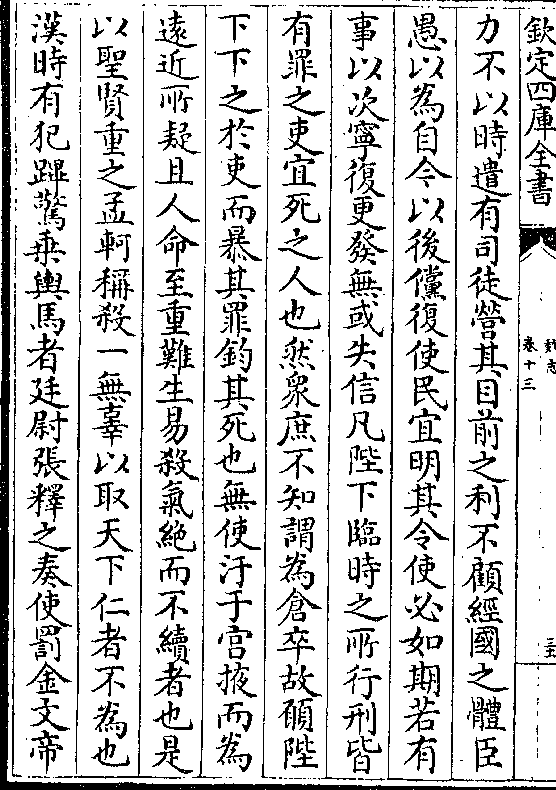 欽定四庫全書
魏志
卷十三
力不以時遣有司徒營其目前之利不顧經國之體臣
愚以為自今以後儻復使民宜明其令使必如期若有
事以次寧復更發無或失信凡陛下臨時之所行刑皆
有罪之吏宜死之人也然衆庶不知謂為倉卒故願陛
下下之於吏而暴其罪鈞其死也無使汙于宫掖而為
逺近所疑且人命至重難生易殺氣絶而不續者也是
以聖賢重之孟軻稱殺一無辜以取天下仁者不為也
漢時有犯蹕驚乗輿馬者廷尉張釋之奏使罰金文帝